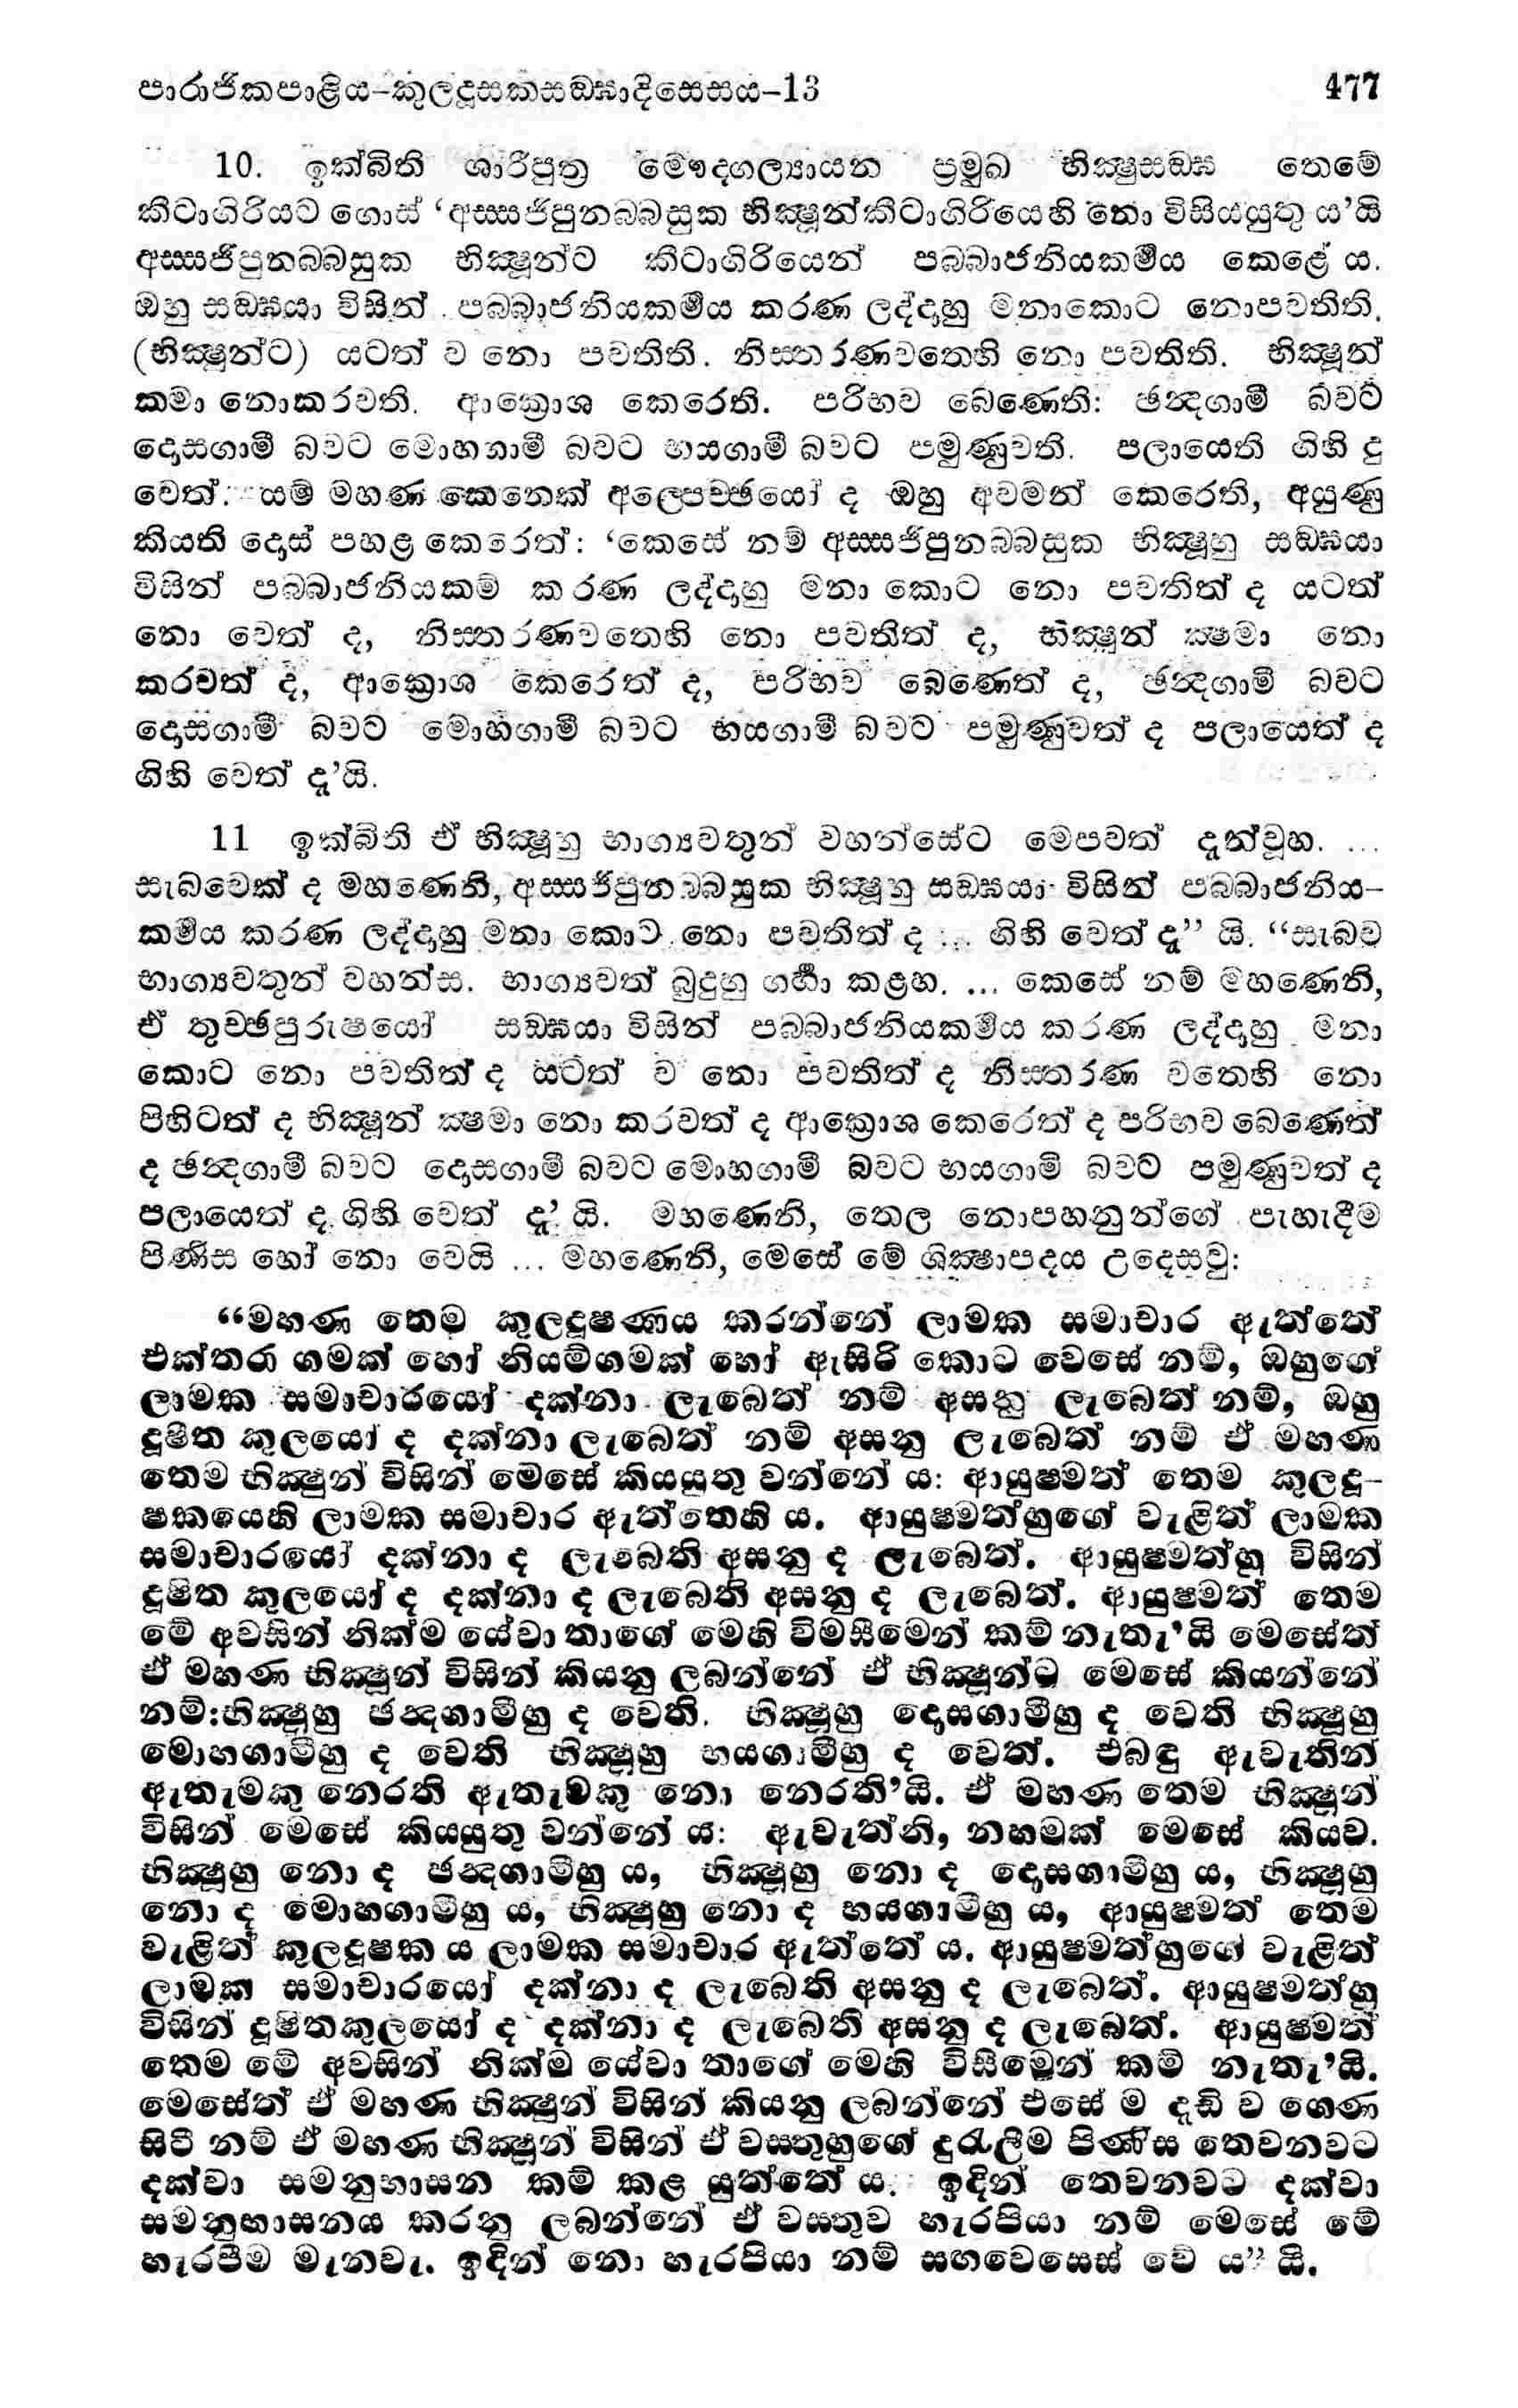 පාරාජිකපාළිය-කුලදූසකසඞ්ඝාදිසෙසය-13 477
10. ඉක්බිති ශාරීපුත්‍ර මෞද්ගල්‍යායන ප්‍රමුඛ භික්‍ෂුසඞ්ඝ තෙමේ
කීටාගිරියට ගොස් ‘අස්සජිපුනබ්බසුක භික්‍ෂූන් කීටාගිරියෙහි නො විසියයුතු ය’යි
අස්සජිපුනබ්බසුක භික්‍ෂූන්ට කීටාගිරියෙන් පබ්බාජනියකර්‍මය කෙළේ ය.
ඔහු සඞ්ඝයා විසින් පබ්බාජනියකර්‍මය කරණ ලද්දාහු මනාකොට නොපවතිති,
(භික්‍ෂූන්ට) යටත් ව නො පවතිති. නිස්තරණවතෙහි නො පවතිති. භික්‍ෂූන්
කමා නොකරවති. ආක්‍රොශ කෙරෙති. පරිභව බෙණෙති: ඡන්‍දගාමී බවට
දොසගාමී බවට මොහගාමී බවට භයගාමී බවට පමුණුවති. පලායෙති ගිහි දු
වෙත්. යම් මහණ කෙනෙක් අල්පෙච්ඡයෝ ද ඔහු අවමන් කෙරෙති, අයුණු
කියති දොස් පහළ කෙරෙත්: ‘කෙසේ නම් අස්සජිපුනබ්බසුක භික්‍ෂූහු සඞ්ඝයා
විසින් පබ්බාජනියකම් කරණ ලද්දාහු මනා කොට නො පවතිත් ද යටත්
නො වෙත් ද, නිස්තරණවතෙහි නො පවතිත් ද, භික්‍ෂූන් ක්‍ෂමා නො
කරවත් ද, ආක්‍රොශ කෙරෙත් ද, පරිභව බෙණෙත් ද, ඡන්‍දගාමී බවට
දොසගාමී බවට මොහගාමී බවට භයගාමී බවට පමුණුවත් ද පලායෙත් ද
ගිහි වෙත් දැ’යි.
11 ඉක්බිති ඒ භික්‍ෂූහු භාග්‍යවතුන් වහන්සේට මෙපවත් දැන්වූහ. ...
සැබවෙක් ද මහණෙති, අස්සජිපුනබ්බසුක භික්‍ෂූහු සඞ්ඝයා විසින් පබ්බාජනිය-
කර්‍මය කරණ ලද්දාහු මනා කොට නො පවතිත් ද ... ගිහි වෙත් දැ” යි. “සැබව
භාග්‍යවතුන් වහන්ස. භාග්‍යවත් බුදුහු ගර්‍හා කළහ. ... කෙසේ නම් මහණෙති,
ඒ තුච්ඡපුරුෂයෝ සඞ්ඝයා විසින් පබ්බාජනියකර්‍මය කරණ ලද්දාහු මනා
කොට නො පවතිත් ද යටත් ව නො පවතිත් ද නිස්තරණ වතෙහි නො
පිහිටත් ද භික්‍ෂූන් ක්‍ෂමා නො කරවත් ද ආක්‍රොශ කෙරෙත් ද පරිභව බෙණෙත්
ද ඡන්‍දගාමී බවට දොසගාමී බවට මොහගාමී බවට භයගාමී බවට පමුණුවත් ද
පලායෙත් ද ගිහි වෙත් දැ’ යි. මහණෙනි, තෙල නොපහනුන්ගේ පැහැදීම
පිණිස හෝ නො වෙයි ... මහණෙනි, මෙසේ මේ ශික්‍ෂාපදය උදෙසවු:
“මහණ තෙම කුලදූෂණය කරන්නේ ලාමක සමාචාර ඇත්තේ
එක්තරා ගමක් හෝ නියම්ගමක් හෝ ඇසිරි කොට වෙසේ නම්, ඔහුගේ
ලාමක සමාචාරයෝ දක්නා ලැබෙත් නම් අසනු ලැබෙත් නම්, ඔහු
දූෂිත කුලයෝ ද දක්නා ලැබෙත් නම් අසනු ලැබෙත් නම් ඒ මහණ
තෙම භික්‍ෂූන් විසින් මෙසේ කියයුතු වන්නේ ය: ආයුෂ්මත් තෙම කුලදූ-
ෂකයෙහි ලාමක සමාචාර ඇත්තෙහි ය. ආයුෂ්මත්හුගේ වැළිත් ලාමක
සමාචාරයෝ දක්නා ද ලැබෙති අසනු ද ලැබෙත්. ආයුෂ්මත්හු විසින්
දූෂිත කුලයෝ ද දක්නා ද ලැබෙති අසනු ද ලැබෙත්. ආයුෂ්මත් තෙම
මේ අවසින් නික්ම යේවා තාගේ මෙහි විමසීමෙන් කම් නැතැ’යි මෙසේත්
ඒ මහණ භික්‍ෂූන් විසින් කියනු ලබන්නේ ඒ භික්‍ෂූන්ට මෙසේ කියන්නේ
නම්:භික්‍ෂූහු ඡන්‍දගාමීහු ද වෙති. භික්‍ෂූහු දොසගාමීහු ද වෙති භික්‍ෂූහු
මොහගාමීහු ද වෙති භික්‍ෂූහු භයගාමීහු ද වෙත්. එබඳු ඇවැතින්
ඇතැමකු නෙරති ඇතැමකු නො නෙරති’යි. ඒ මහණ තෙම භික්‍ෂූන්
විසින් මෙසේ කියයුතු වන්නේ ය: ඇවැත්නි, නහමක් මෙසේ කියව.
භික්‍ෂූහු නො ද ඡන්‍දගාමීහු ය, භික්‍ෂූහු නො ද දොසගාමීහු ය, භික්‍ෂූහු
නො ද මොහගාමීහු ය, භික්‍ෂූහු නො ද භයගාමීහු ය, ආයුෂ්මත් තෙම
වැළිත් කුලදූෂක ය ලාමක සමාචාර ඇත්තේ ය. ආයුෂ්මත්හුගේ වැළිත්
ලාමක සමාචාරයෝ දක්නා ද ලැබෙති අසනු ද ලැබෙත්. ආයුෂ්මත්හු
විසින් දූෂිතකුලයෝ ද දක්නා ද ලැබෙති අසනු ද ලැබෙත්. ආයුෂ්මත්
තෙම මේ අවසින් නික්ම යේවා තාගේ මෙහි විසීමෙන් කම් නැතැ’යි.
මෙසේත් ඒ මහණ භික්‍ෂූන් විසින් කියනු ලබන්නේ එසේ ම දැඩි ව ගෙණ
සිටී නම් ඒ මහණ භික්‍ෂූන් විසින් ඒ වස්තුහුගේ දුරැලිම පිණිස තෙවනවට
දක්වා සමනුභාසන කම් කළ යුත්තේ ය. ඉදින් තෙවනවට දක්වා
සමනුභාසනය කරනු ලබන්නේ ඒ වස්තුව හැරපියා නම් මෙසේ මේ
හැරපීම මැනවැ. ඉදින් නො හැරපියා නම් සඟවෙසෙස් වේ ය” යි.